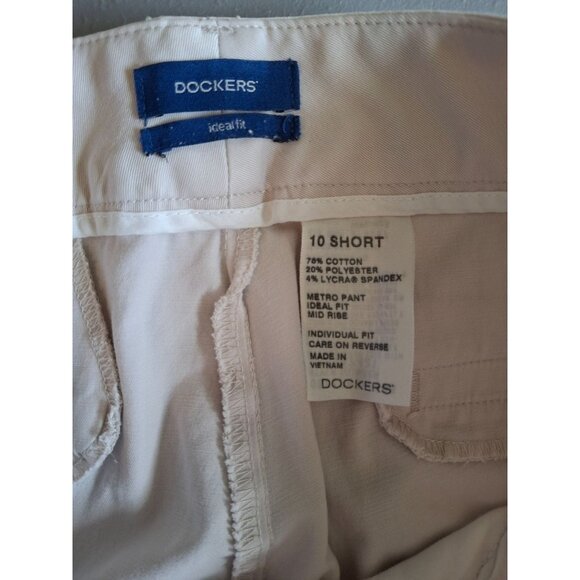 DOCKERS
idealfit
10 SHORT
76% COTTON
20% POLYESTER
4% LYCRA® SPANDEX
METRO PANT
IDEAL FIT
MID RISE
INDIVIDUAL FIT
CARE ON REVERSE
MADE IN
VIETNAM
DOCKERS